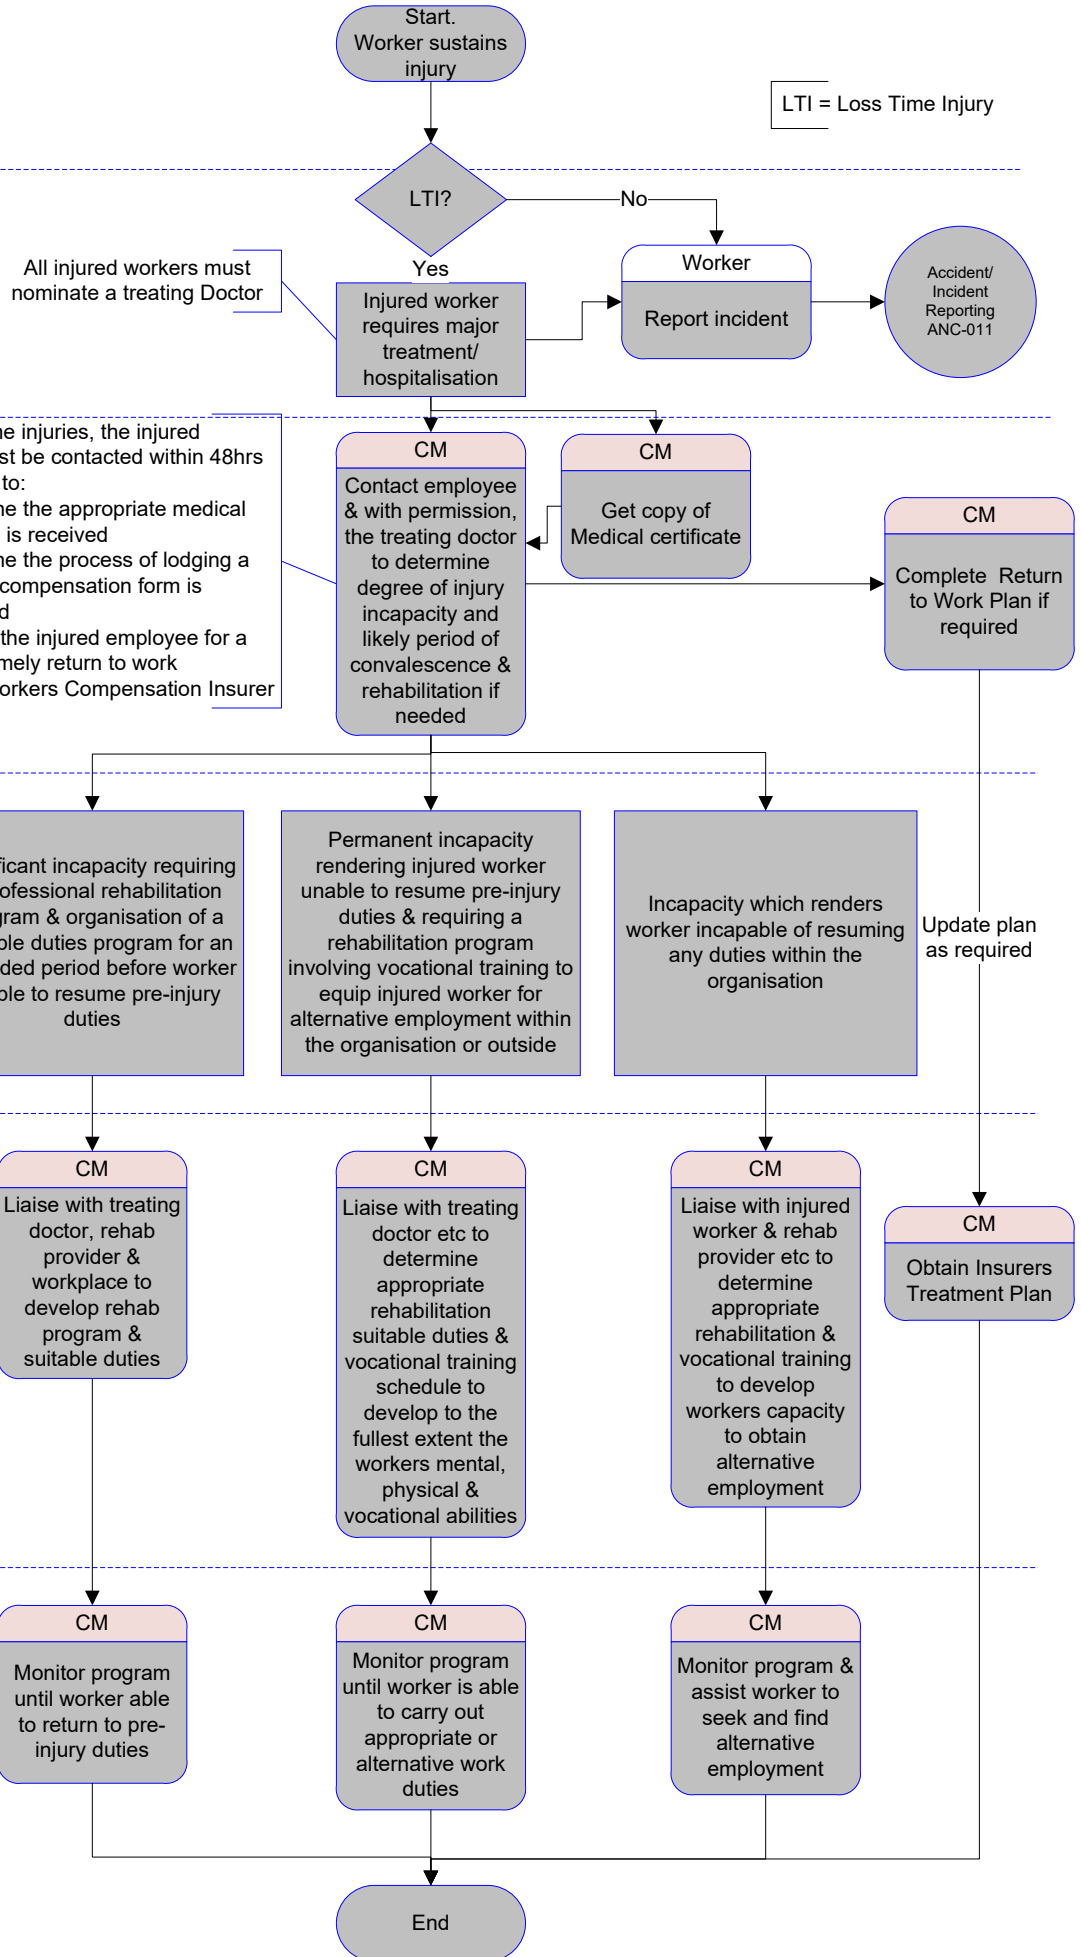 Start.
Worker sustains
injury
LTI = Loss Time Injury
LTI?
No
Yes
All injured workers must
nominate a treating Doctor
Injured worker
requires major
treatment/
hospitalisation
Worker
Report incident
Accident/
Incident
Reporting
ANC-011
injuries, the injured
be contacted within 48hrs
to:
the appropriate medical
is received
the process of lodging a
compensation form is
the injured employee for a
return to work
Workers Compensation Insurer
CM
Contact employee
& with permission,
the treating doctor
to determine
degree of injury
incapacity and
likely period of
convalescence &
rehabilitation if
needed
CM
Get copy of
Medical certificate
CM
Complete Return
to Work Plan if
required
incapacity requiring
rehabilitation
& organisation of a
duties program for an
period before worker
to resume pre-injury
duties
Permanent incapacity
rendering injured worker
unable to resume pre-injury
duties & requiring a
rehabilitation program
involving vocational training to
equip injured worker for
alternative employment within
the organisation or outside
Incapacity which renders
worker incapable of resuming
any duties within the
organisation
Update plan
as required
CM
Liaise with treating
doctor, rehab
provider &
workplace to
develop rehab
program &
suitable duties
CM
Liaise with treating
doctor etc to
determine
appropriate
rehabilitation
suitable duties &
vocational training
schedule to
develop to the
fullest extent the
workers mental,
physical &
vocational abilities
CM
Liaise with injured
worker & rehab
provider etc to
determine
appropriate
rehabilitation &
vocational training
to develop
workers capacity
to obtain
alternative
employment
CM
Obtain Insurers
Treatment Plan
CM
Monitor program
until worker able
to return to pre-
injury duties
CM
Monitor program
until worker is able
to carry out
appropriate or
alternative work
duties
CM
Monitor program &
assist worker to
seek and find
alternative
employment
End